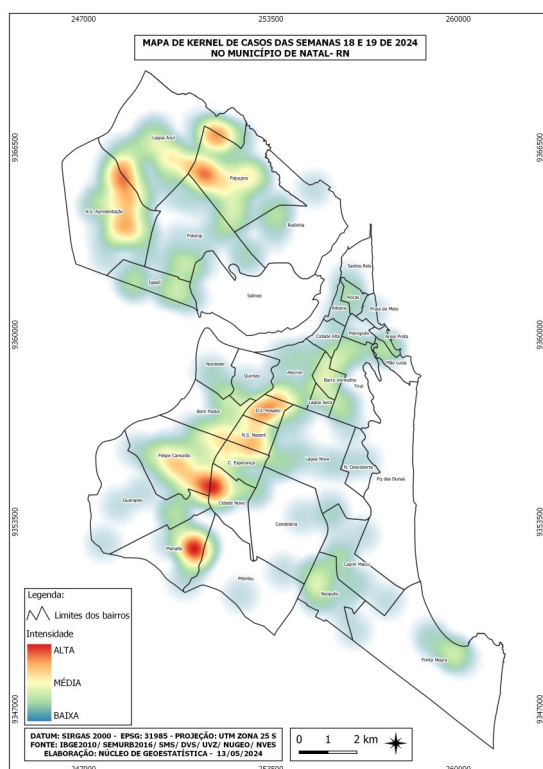 247000
253500
260000
MAPA DE KERNEL DE CASOS DAS SEMANAS 18 E 19 DE 2024
NO MUNICÍPIO DE NATAL- RN
9366500
9366500
Lagoa Azul
Pajuçara
N.S. Apresentação
Redinha
Potengi
Igapó
Salinas
Santos Reis
Rocas
Ribeira
Praia do Meio
9360000
9360000
Cidade Alta
Petrópolis
Areia Preta
Mãe Luiza
Nordeste
Quintas
Alecrim
Barro Vermelho
Tirol
Lagoa Seca
Bom Pastor
D.S. Rosado
N.S. Nazaré
Felipe Camarão
C. Esperança
Lagoa Nova
N. Descoberta
Pq das Dunas
Guarapes
Cidade Nova
Candelária
9353500
9353500
Planalto
Pitimbu
Capim Macio
Neópolis
Ponta Negra
Legenda:
Limites dos bairros
Intensidade
ALTA
MÉDIA
BAIXA
9347000
9347000
DATUM: SIRGAS 2000 - EPSG: 31985 - PROJEÇÃO: UTM ZONA 25 S
FONTE: IBGE2010/ SEMURB2016/ SMS/ DVS/ UVZ/ NUGEO/ NVES
ELABORAÇÃO: NÚCLEO DE GEOESTATÍSTICA - 13/05/2024
0 1 2 km
247000
253500
260000